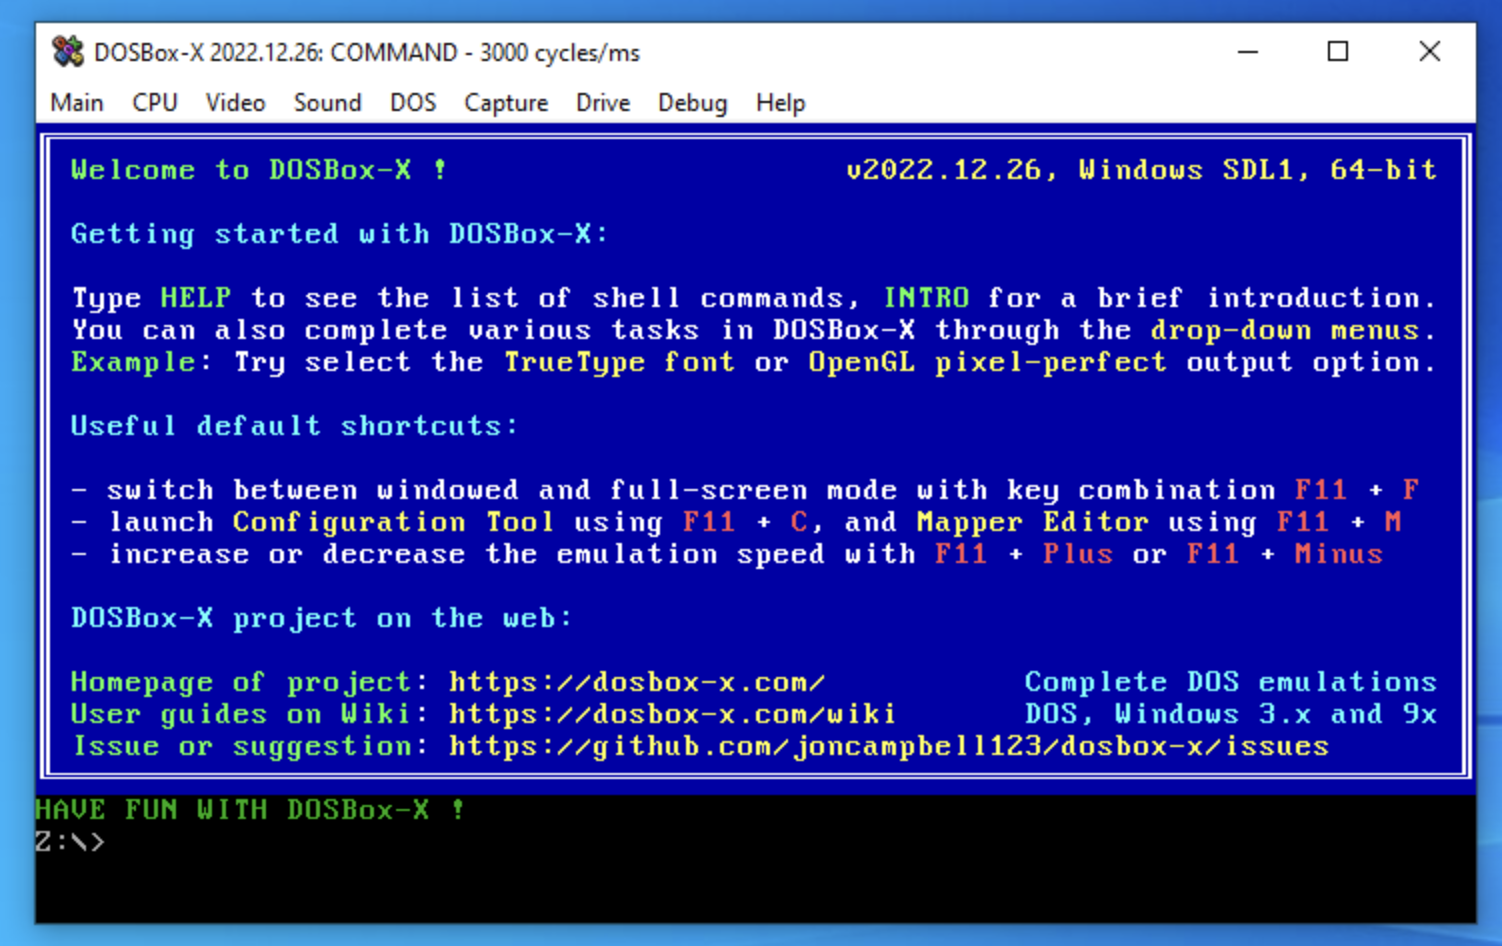 DOSBox-X 2022.12.26: COMMAND - 3000 cycles/ms
Main CPU Video Sound DOS Capture Drive Debug Help
Welcome to DOSBox-X ! v2022.12.26, Windows SDL1, 64-bit
Getting started with DOSBox-X:
Type HELP to see the list of shell commands, INTRO for a brief introduction.
You can also complete various tasks in DOSBox-X through the drop-down menus.
Example: Try select the TrueType font or OpenGL pixel-perfect output option.
Useful default shortcuts:
- switch between windowed and full-screen mode with key combination F11 + F
- launch Configuration Tool using F11 + C, and Mapper Editor using F11 + M
- increase or decrease the emulation speed with F11 + Plus or F11 + Minus
DOSBox-X project on the web:
Homepage of project: https://dosbox-x.com/ Complete DOS emulations
User guides on Wiki: https://dosbox-x.com/wiki DOS, Windows 3.x and 9x
Issue or suggestion: https://github.com/joncampbell123/dosbox-x/issues
HAVE FUN WITH DOSBox-X !
Z:\>